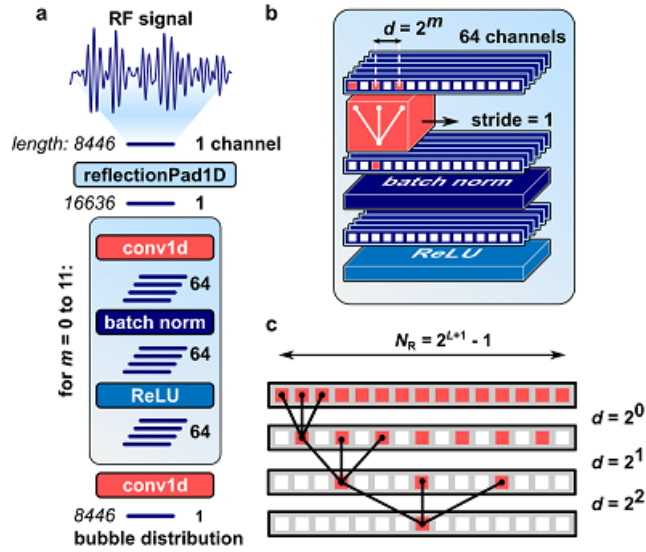 a
RF signal
length: 8446
1 channel
reflectionPad1D
16636
1
for m = 0 to 11:
conv1d
64
batch norm
64
ReLU
64
conv1d
8446
1
bubble distribution
b
d = 2^m
64 channels
stride = 1
batch norm
ReLU
c
N_R = 2^{L+1} - 1
d = 2^0
d = 2^1
d = 2^2